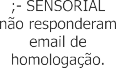 ;- SENSORIAL
não responderam
email de
homologação.